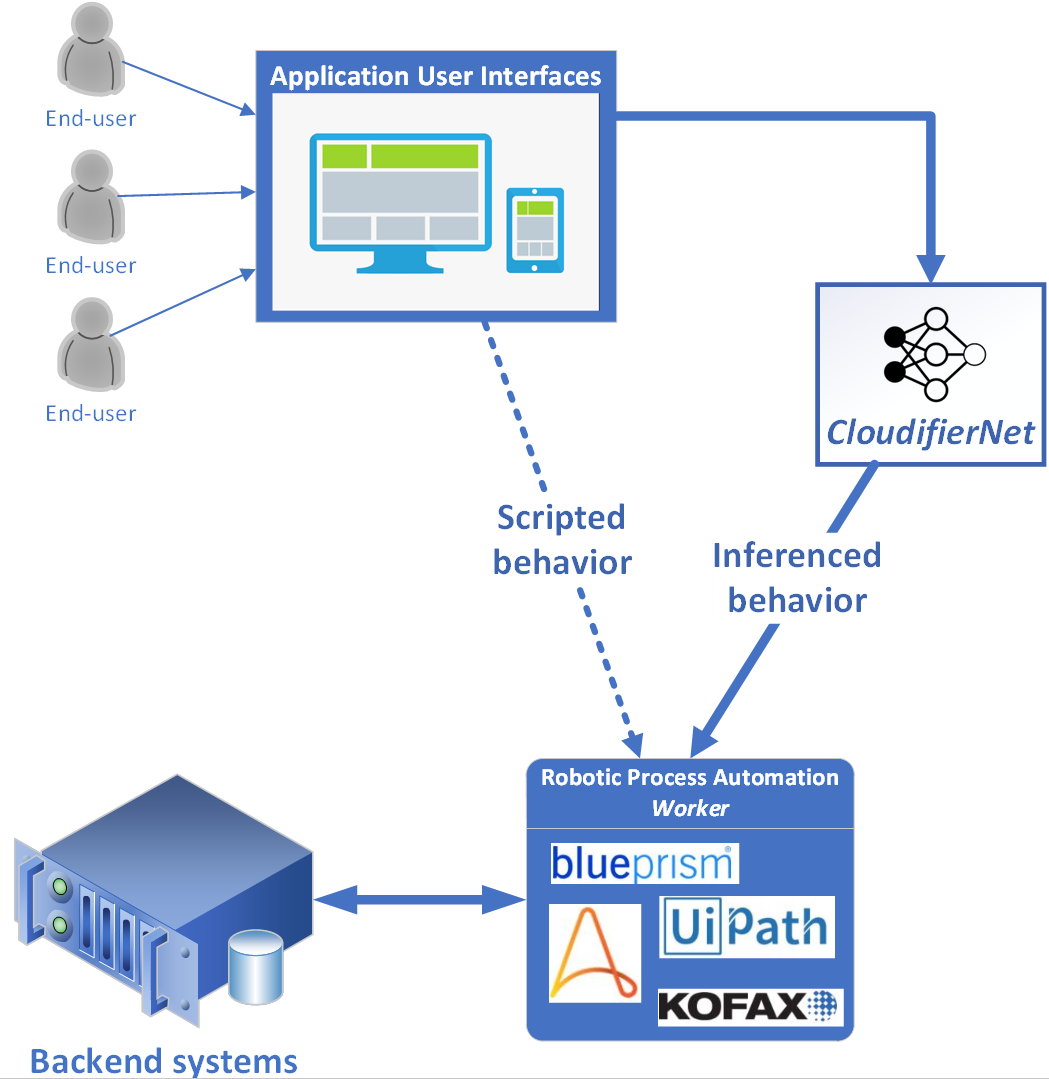 End-user
End-user
End-user
Application User Interfaces
CloudifierNet
Scripted
behavior
Inferenced
behavior
Robotic Process Automation
Worker
blueprism®
UiPath
KOFAX
Backend systems